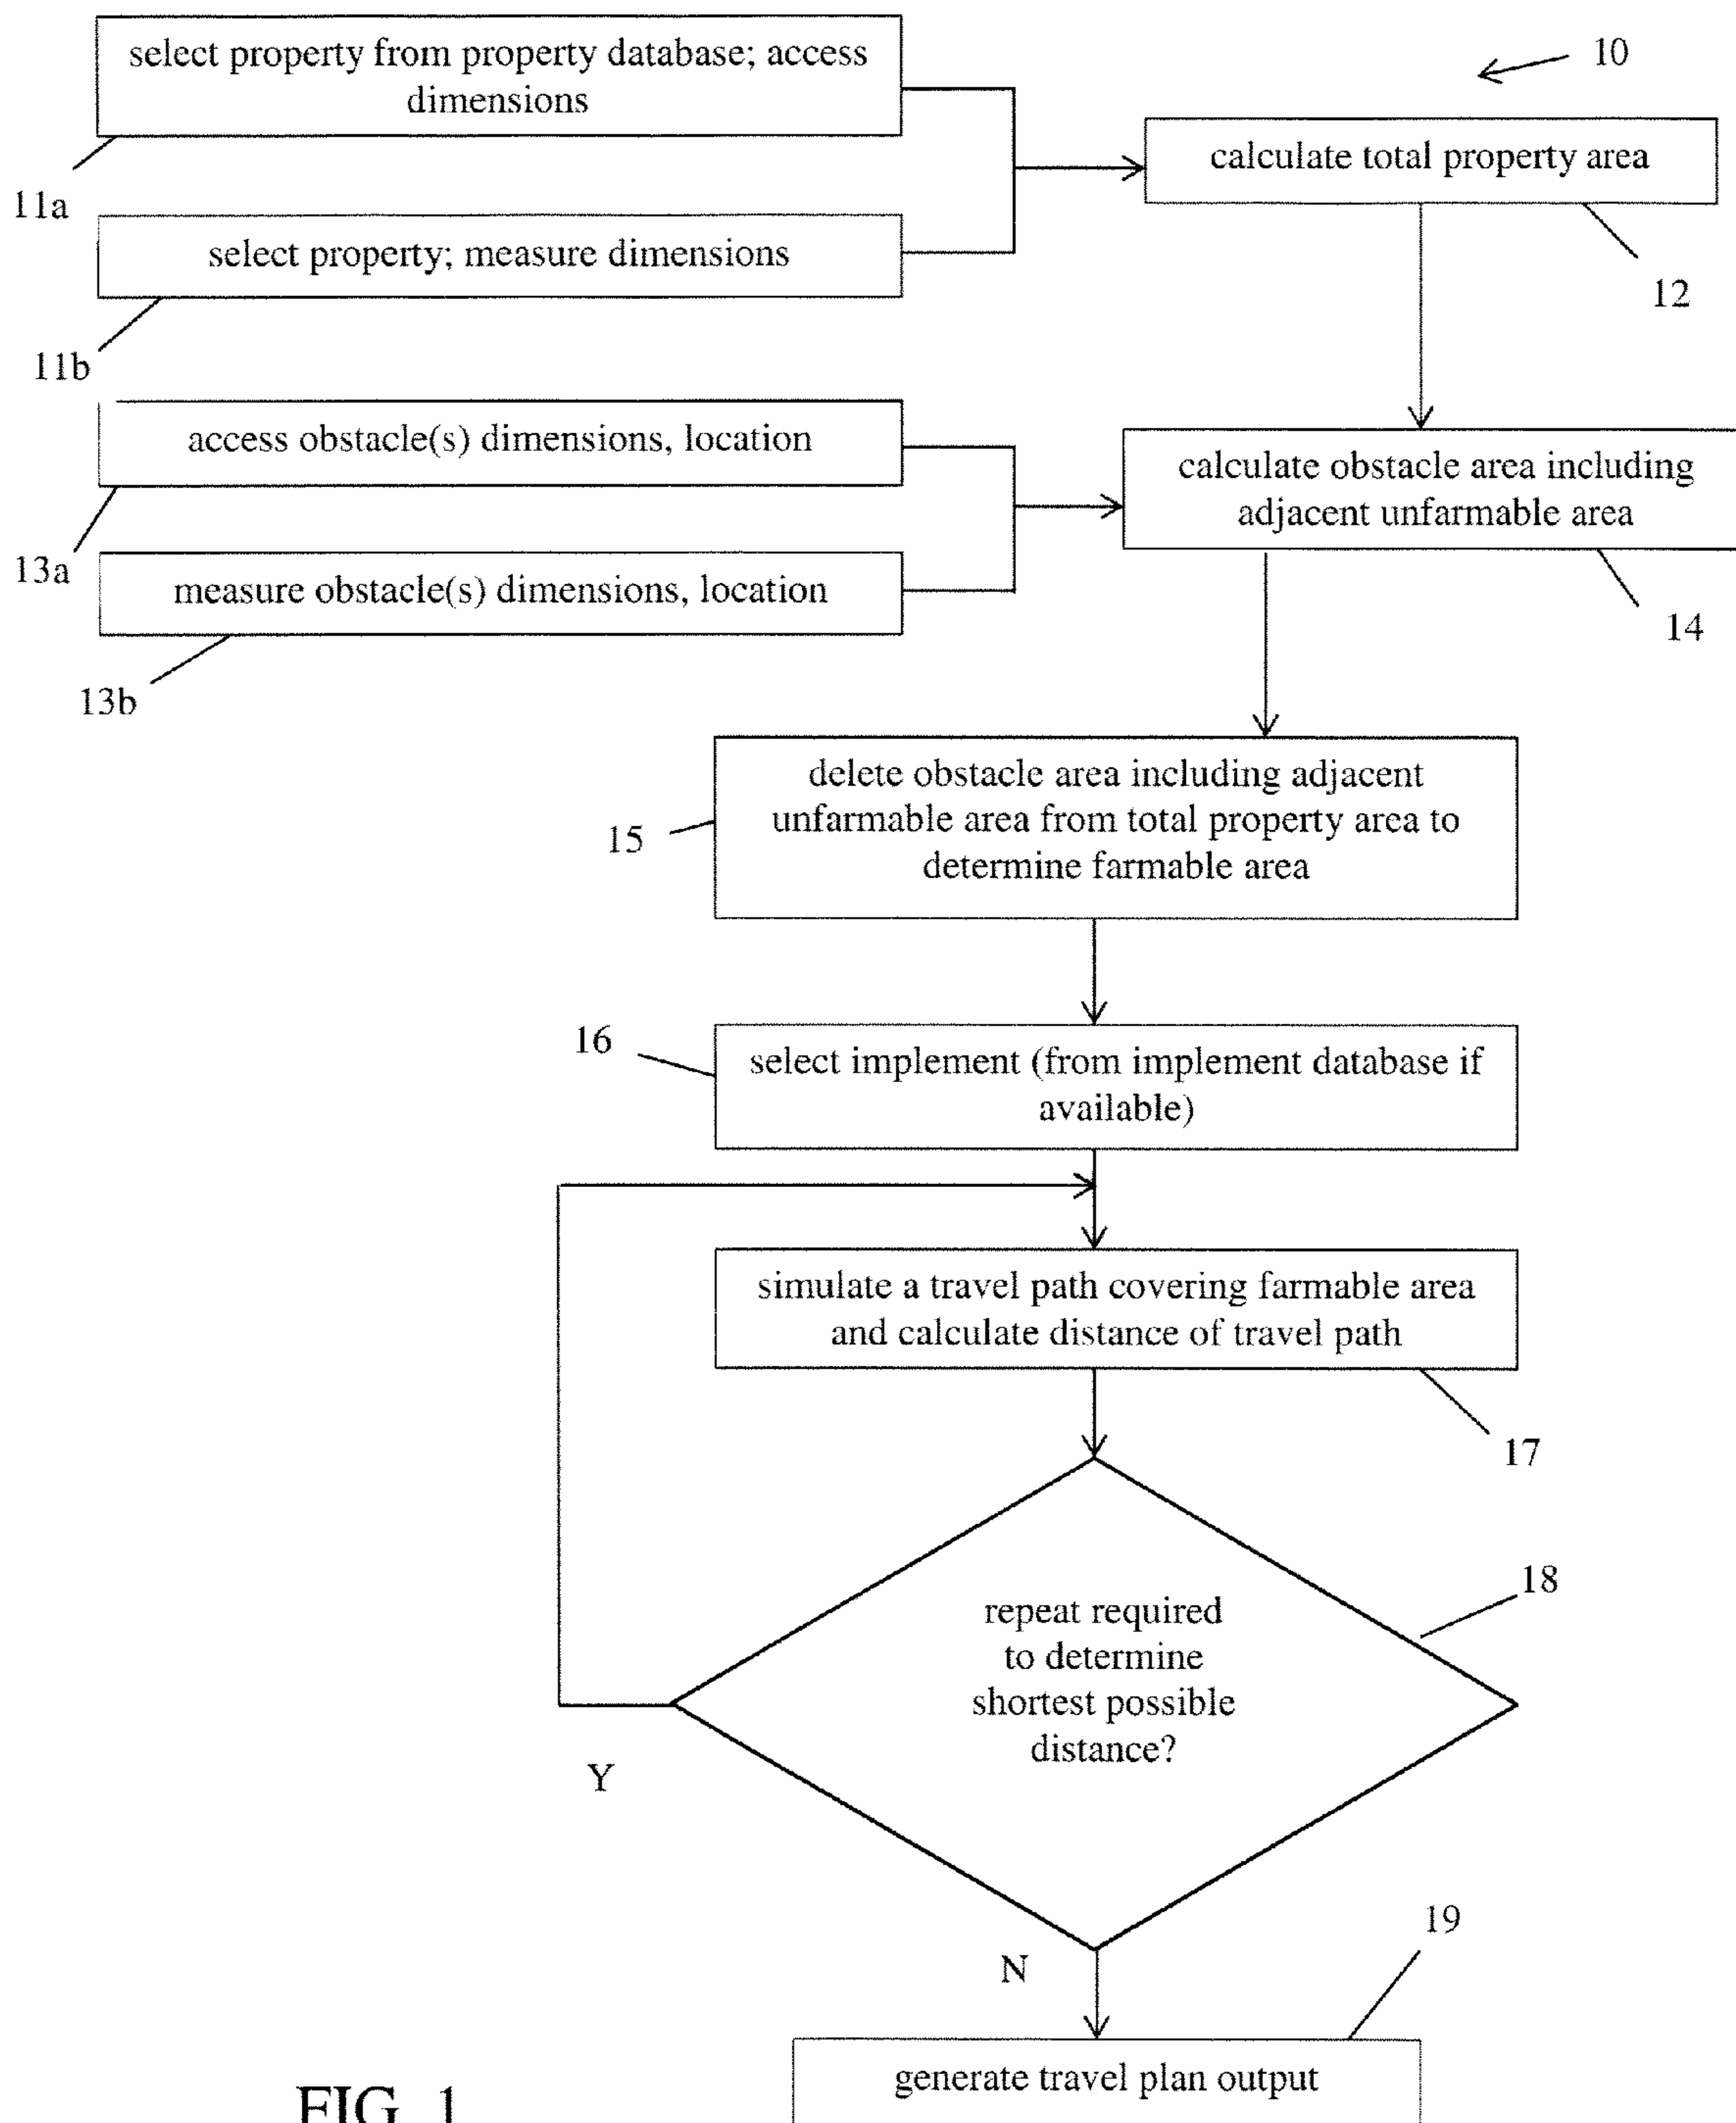 select property from property database; access
dimensions
10
calculate total property area
11a
select property; measure dimensions
12
11b
access obstacle(s) dimensions, location
calculate obstacle area including
adjacent unfarmable area
13a
measure obstacle(s) dimensions, location
14
13b
delete obstacle area including adjacent
unfarmable area from total property area to
determine farmable area
15
16
select implement (from implement database if
available)
simulate a travel path covering farmable area
and calculate distance of travel path
17
18
repeat required
to determine
shortest possible
distance?
Y
19
N
generate travel plan output
FIG. 1